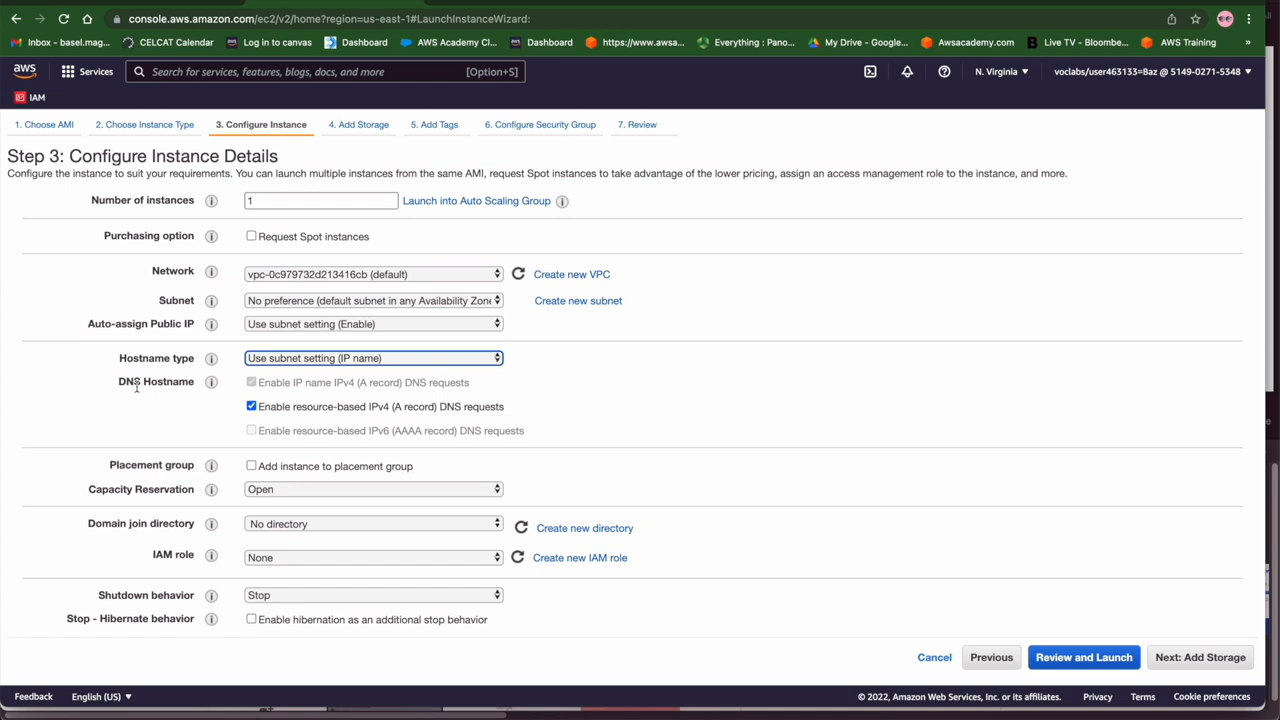 console.aws.amazon.com/ec2/v2/home?region=us-east-1#LaunchInstanceWizard:
Inbox - basel.mag... CELCAT Calendar Log in to canvas Dashboard AWS Academy Cl... Dashboard https://www.awsa... Everything : Pano... My Drive - Google... Awsacademy.com Live TV - Bloombe... AWS Training »
aws Services Search for services, features, blogs, docs, and more [Option+S] N. Virginia voclabs/user463133=Baz @ 5149-0271-5348
IAM
1. Choose AMI 2. Choose Instance Type 3. Configure Instance 4. Add Storage 5. Add Tags 6. Configure Security Group 7. Review
Step 3: Configure Instance Details
Configure the instance to suit your requirements. You can launch multiple instances from the same AMI, request Spot instances to take advantage of the lower pricing, assign an access management role to the instance, and more.
Number of instances 1 Launch into Auto Scaling Group
Purchasing option Request Spot instances
Network vpc-0c979732d213416cb (default) Create new VPC
Subnet No preference (default subnet in any Availability Zone Create new subnet
Auto-assign Public IP Use subnet setting (Enable)
Hostname type Use subnet setting (IP name)
DNS Hostname Enable IP name IPv4 (A record) DNS requests
Enable resource-based IPv4 (A record) DNS requests
Enable resource-based IPv6 (AAAA record) DNS requests
Placement group Add instance to placement group
Capacity Reservation Open
Domain join directory No directory Create new directory
IAM role None Create new IAM role
Shutdown behavior Stop
Stop - Hibernate behavior Enable hibernation as an additional stop behavior
Cancel Previous Review and Launch Next: Add Storage
Feedback English (US) © 2022, Amazon Web Services, Inc. or its affiliates. Privacy Terms Cookie preferences